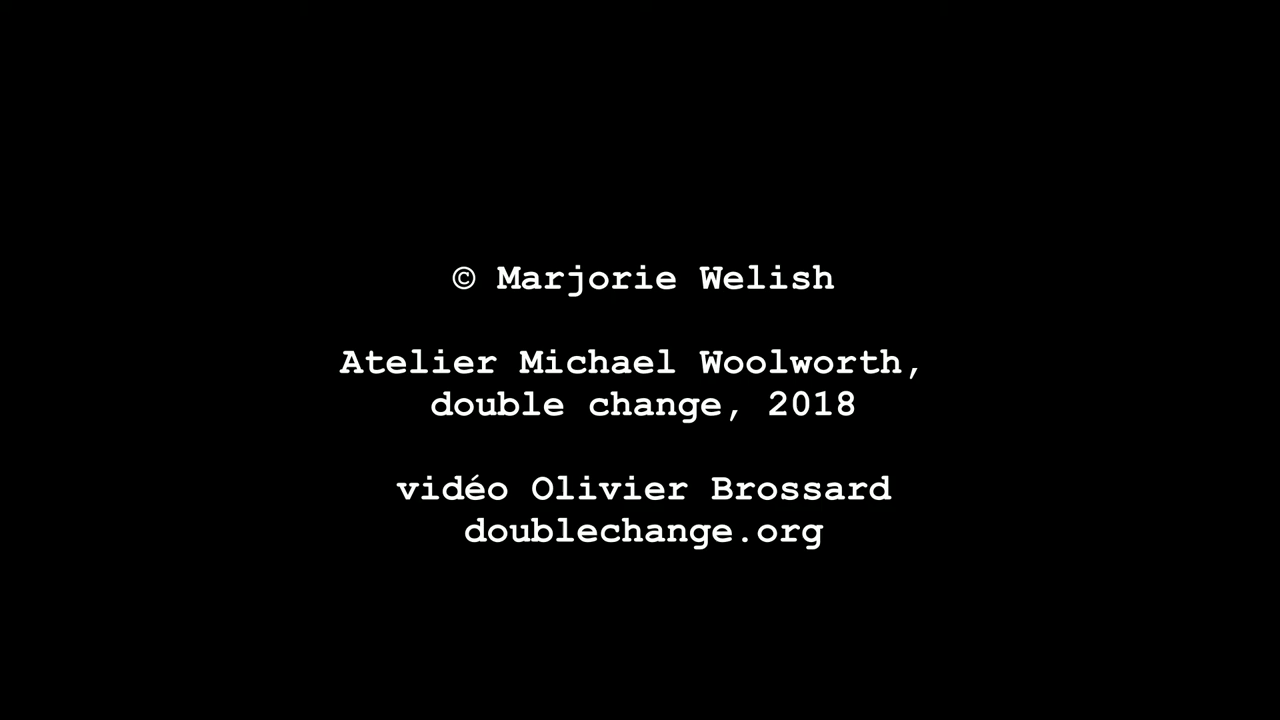 © Marjorie Welish
Atelier Michael Woolworth,
double change, 2018
vidéo Olivier Brossard
doublechange.org